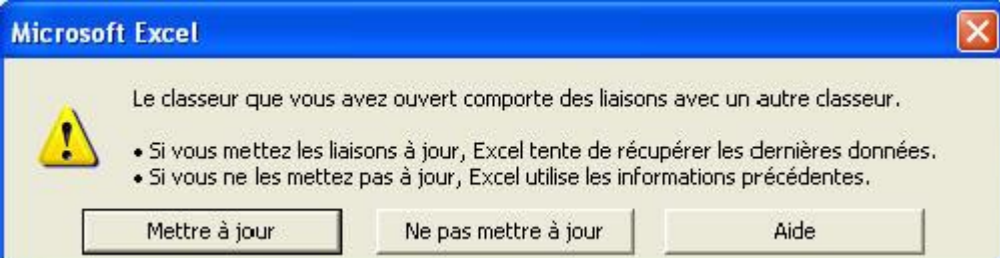 Microsoft Excel
Le classeur que vous avez ouvert comporte des liaisons avec un autre classeur.
• Si vous mettez les liaisons à jour, Excel tente de récupérer les dernières données.
• Si vous ne les mettez pas à jour, Excel utilise les informations précédentes.
Mettre à jour Ne pas mettre à jour Aide